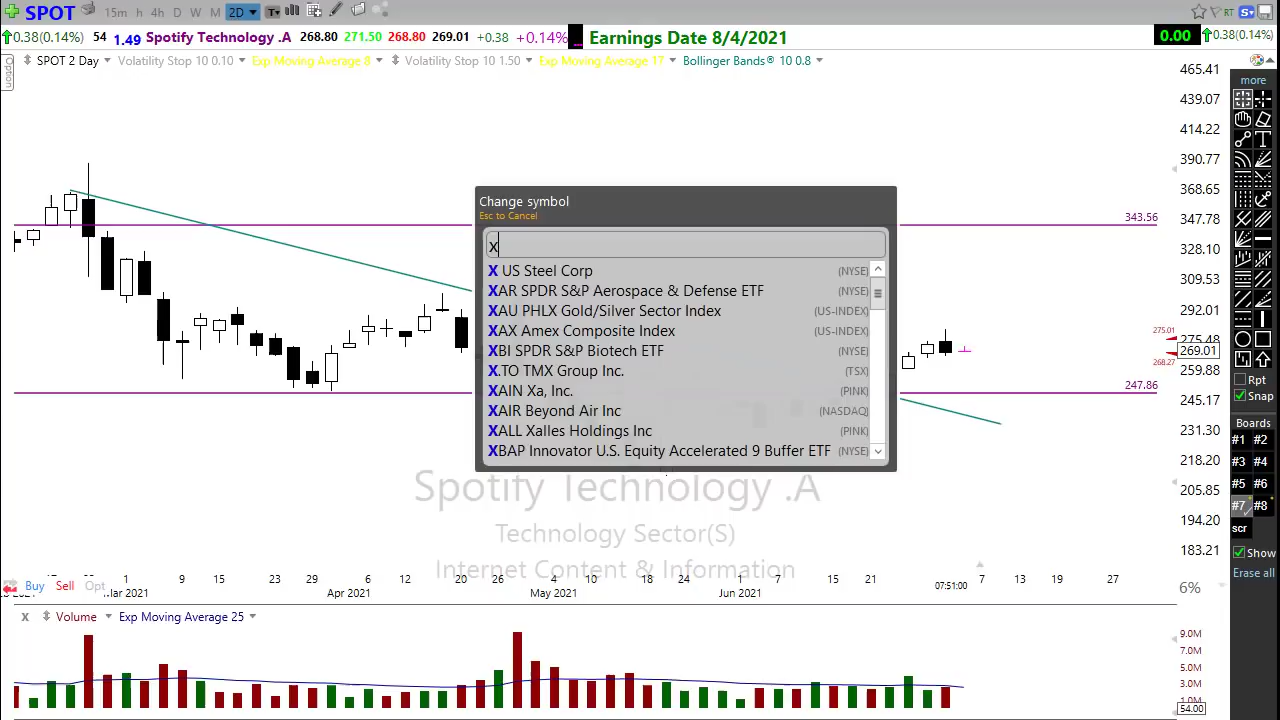 SPOT 15m h 4h D W M 2D T RT S
0.38(0.14%) 54 1.49 Spotify Technology .A 268.80 271.50 268.80 269.01 +0.38 +0.14% Earnings Date 8/4/2021 0.00 0.38(0.14%)
Option
SPOT 2 Day Volatility Stop 10 0.10 Exp Moving Average 8 Volatility Stop 10 1.50 Exp Moving Average 17 Bollinger Bands® 10 0.8
465.41
439.07
414.22
390.77
368.65
347.78
328.10
309.53
292.01
275.48
269.01
259.88
245.17
231.30
218.20
205.85
194.20
183.21
343.56
275.01
268.27
247.86
Change symbol
Esc to Cancel
x
X US Steel Corp (NYSE)
XAR SPDR S&P Aerospace & Defense ETF (NYSE)
XAU PHLX Gold/Silver Sector Index (US-INDEX)
XAX Amex Composite Index (US-INDEX)
XBI SPDR S&P Biotech ETF (NYSE)
X.TO TMX Group Inc. (TSX)
XAIN Xa, Inc. (PINK)
XAIR Beyond Air Inc (NASDAQ)
XALL Xalles Holdings Inc (PINK)
XBAP Innovator U.S. Equity Accelerated 9 Buffer ETF (NYSE)
Spotify Technology .A
Technology Sector(S)
Internet Content & Information
more
T
Rpt
Snap
Boards
#1 #2
#3 #4
#5 #6
#7 #8
scr
Show
Erase all
1 9 15 23 29 6 12 20 26 4 10 18 24 1 7 15 21 07:51:00 7 13 19 27
Buy Sell Opt
Mar 2021 Apr 2021 May 2021 Jun 2021
6%
x Volume Exp Moving Average 25
9.0M
7.0M
5.0M
3.0M
1.0M
54.00